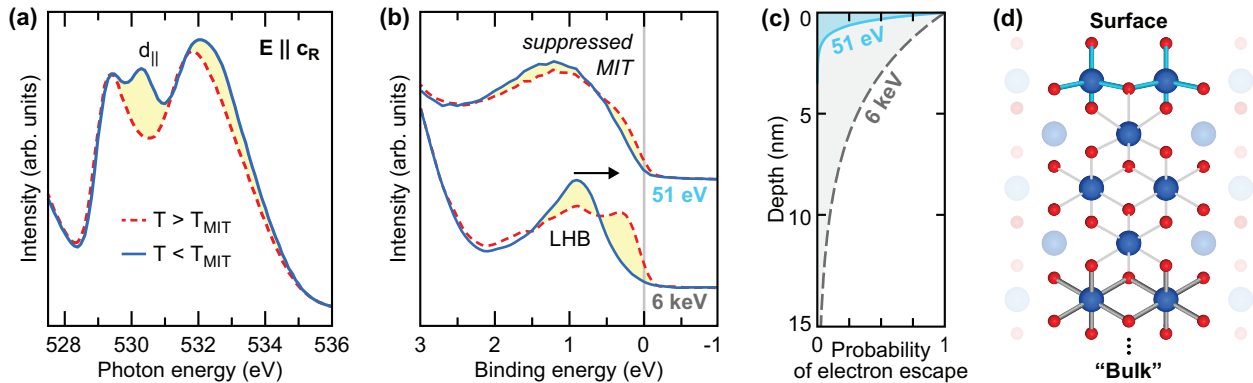 (a)
E || c_R
d_||
T > T_MIT
T < T_MIT
Intensity (arb. units)
528 530 532 534 536
Photon energy (eV)
(b)
suppressed
MIT
51 eV
LHB
6 keV
Intensity (arb. units)
3 2 1 0 -1
Binding energy (eV)
(c)
0
5
10
15
Depth (nm)
51 eV
6 keV
0 1
Probability
of electron escape
(d)
Surface
“Bulk”